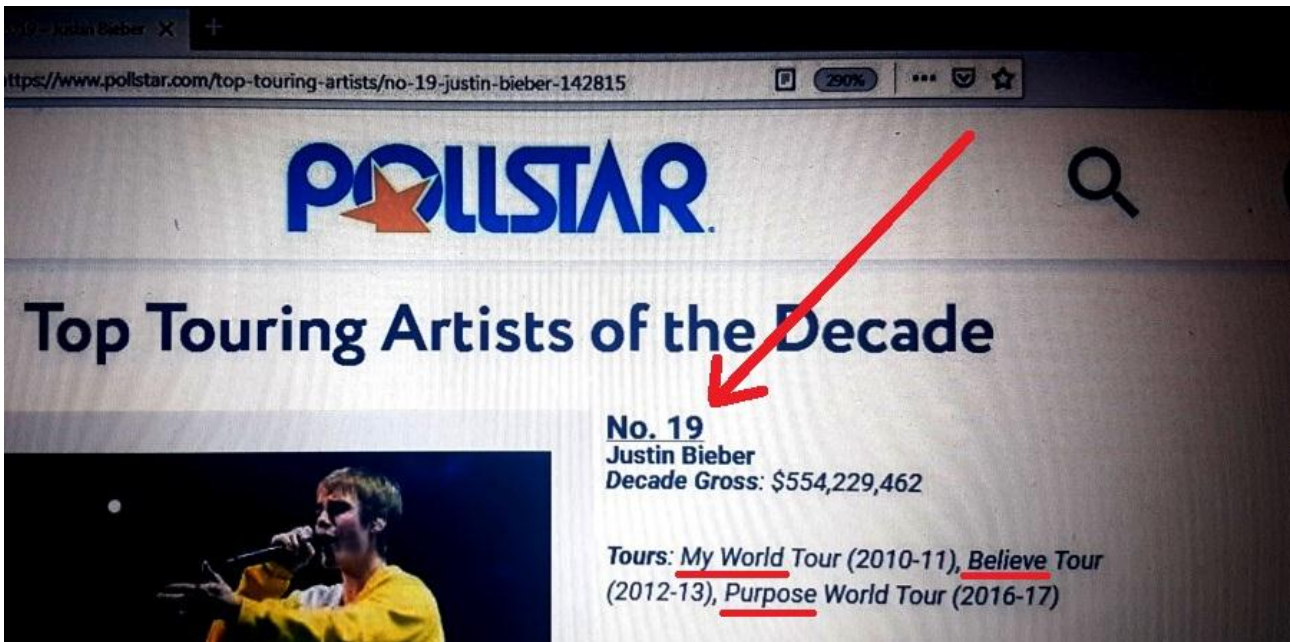 19 - Justin Bieber
https://www.pollstar.com/top-touring-artists/no-19-justin-bieber-142815
290%
POLLSTAR.
Top Touring Artists of the Decade
No. 19
Justin Bieber
Decade Gross: $554,229,462
Tours: My World Tour (2010-11), Believe Tour
(2012-13), Purpose World Tour (2016-17)